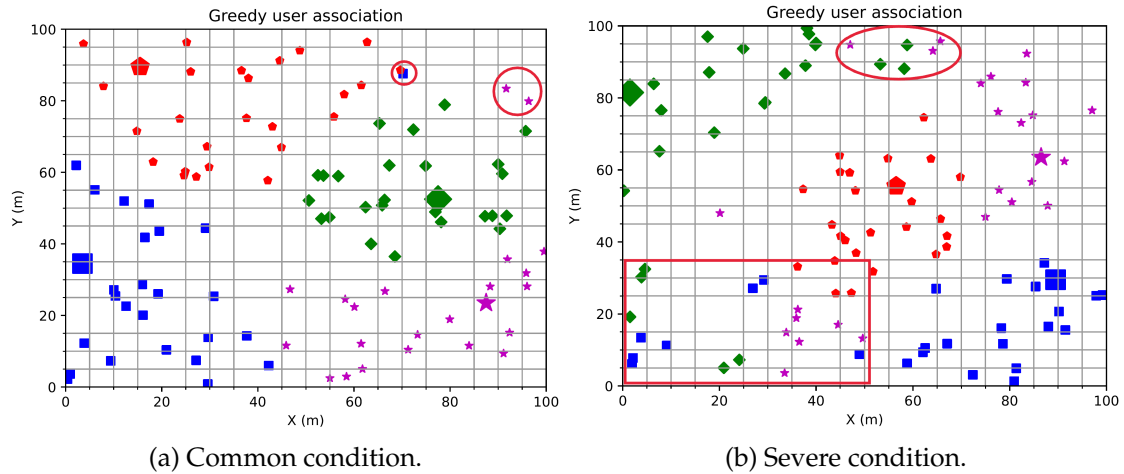 Greedy user association
100
80
60
40
20
0
Y (m)
0 20 40 60 80 100
X (m)
(a) Common condition.
Greedy user association
100
80
60
40
20
0
Y (m)
0 20 40 60 80 100
X (m)
(b) Severe condition.